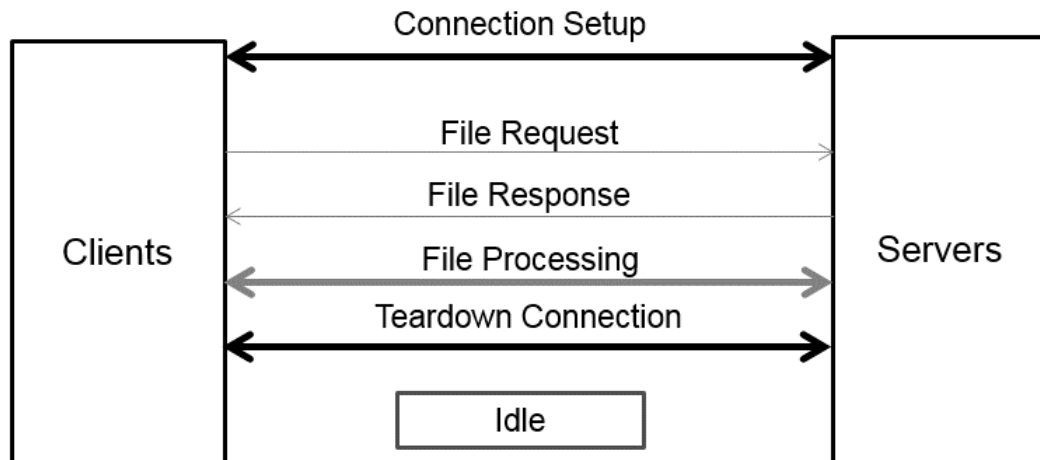 Connection Setup
File Request
File Response
Clients
Servers
File Processing
Teardown Connection
Idle